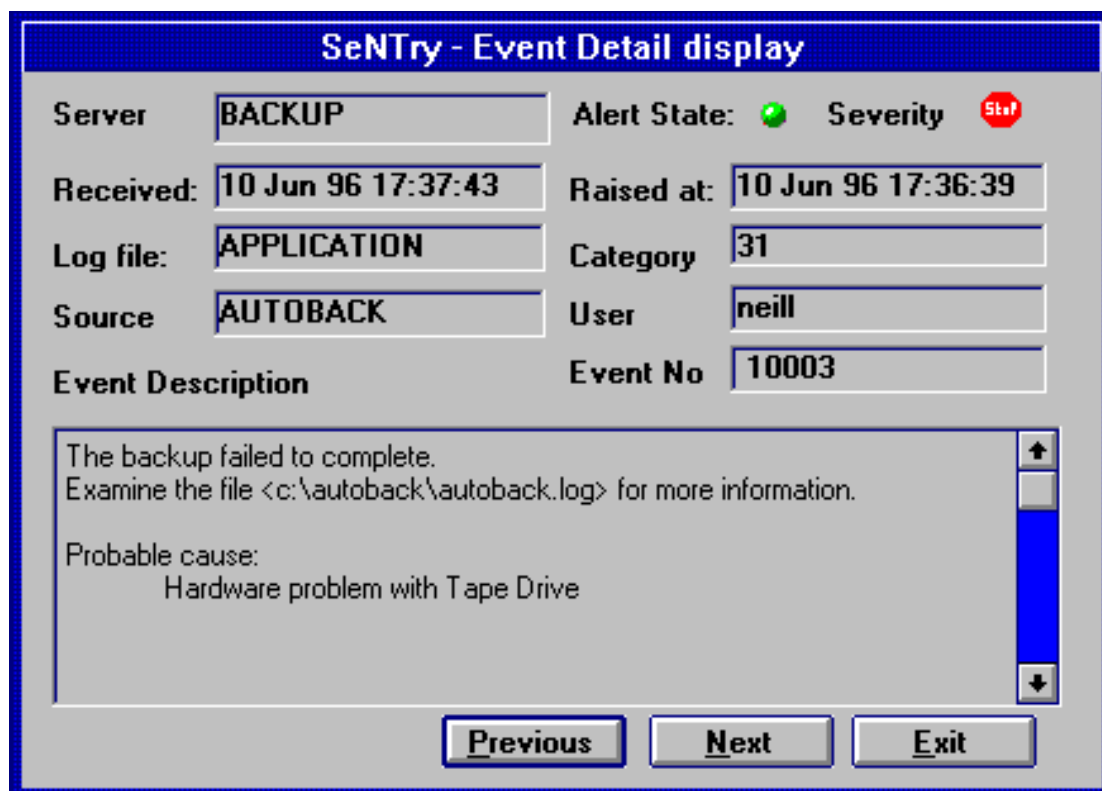 SeNTry - Event Detail display
Server BACKUP Alert State: Severity StoP
Received: 10 Jun 96 17:37:43 Raised at: 10 Jun 96 17:36:39
Log file: APPLICATION Category 31
Source AUTOBACK User neill
Event Description Event No 10003
The backup failed to complete.
Examine the file <c:\autoback\autoback.log> for more information.
Probable cause:
Hardware problem with Tape Drive
Previous Next Exit